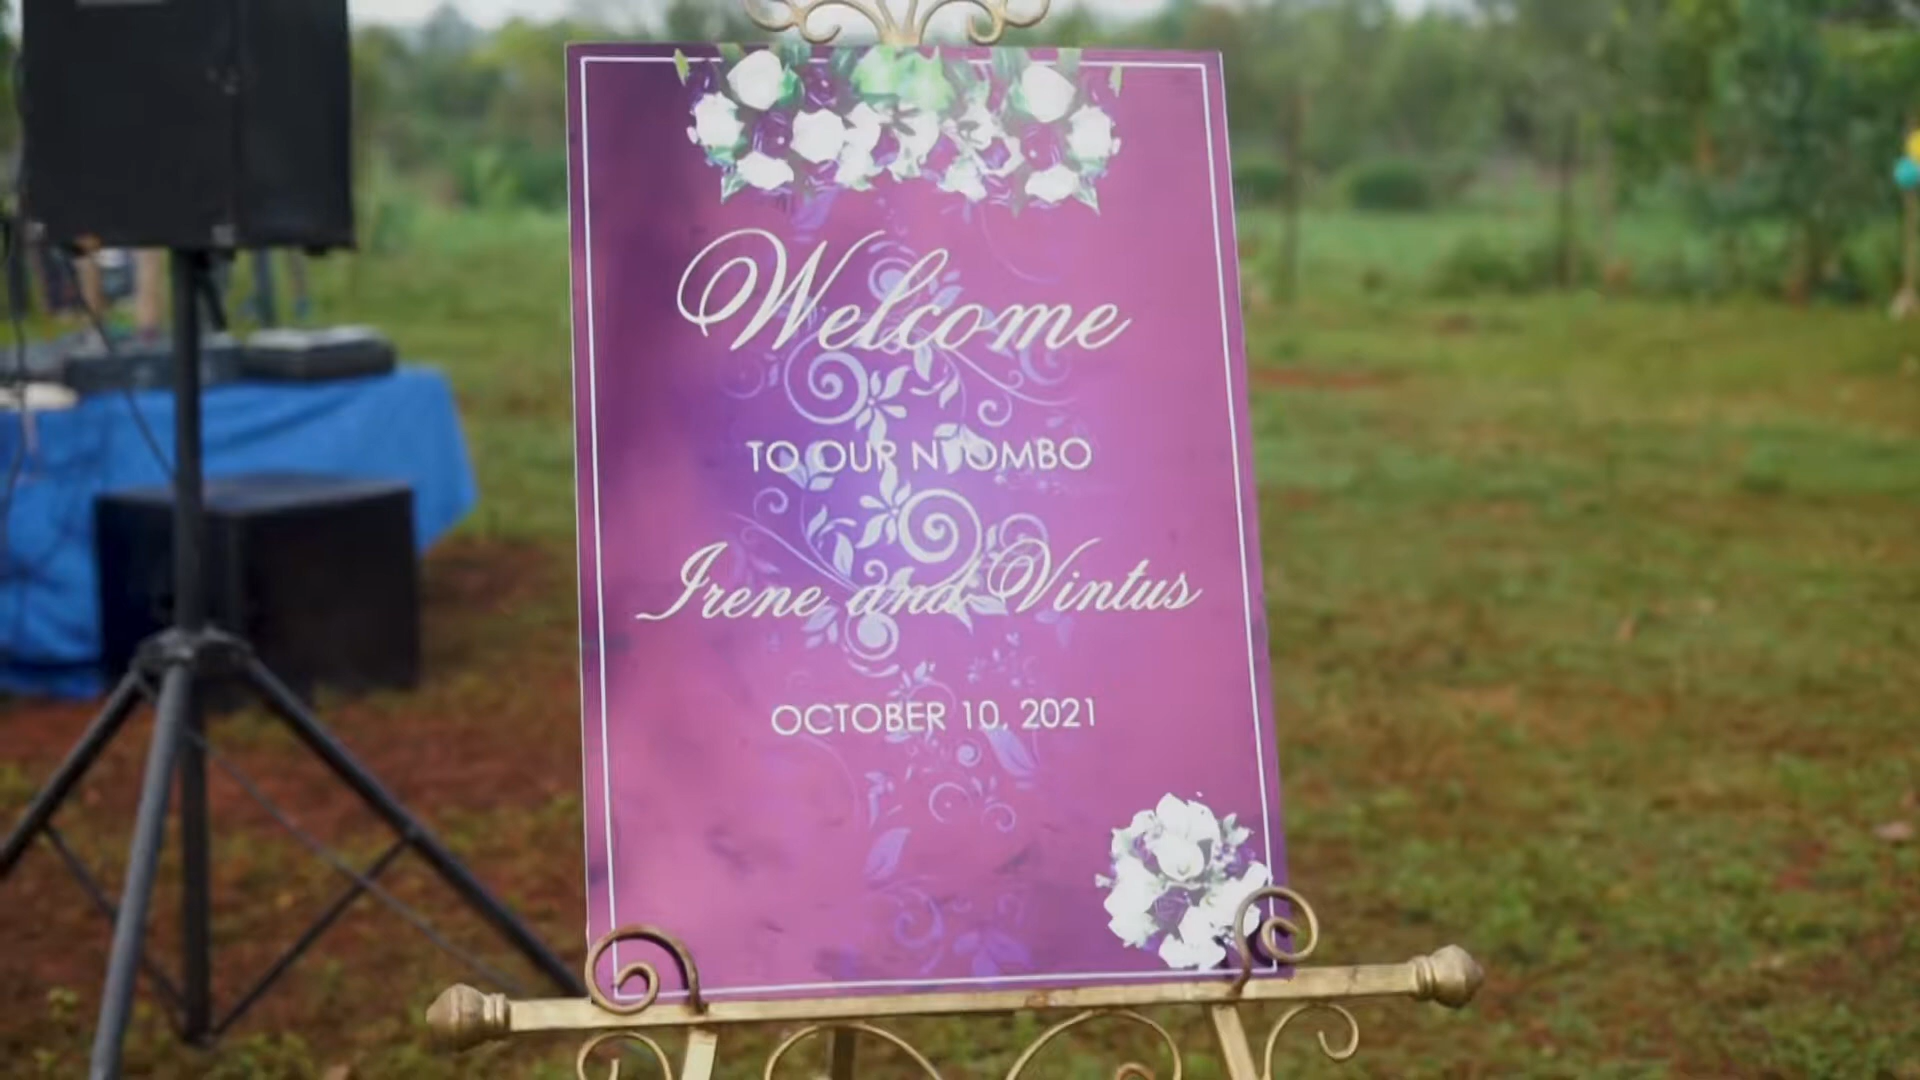 Welcome
TO OUR NTOMBO
Irene and Vintus
OCTOBER 10, 2021